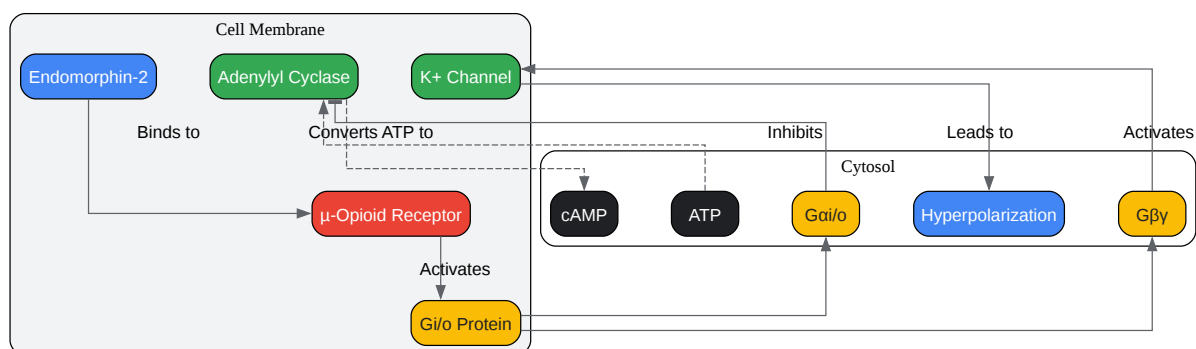 Cell Membrane
Endomorphin-2
Adenylyl Cyclase
K+ Channel
Binds to
Converts ATP to
Inhibits
Leads to
Activates
Cytosol
µ-Opioid Receptor
cAMP
ATP
Gαi/o
Hyperpolarization
Gβγ
Activates
Gi/o Protein